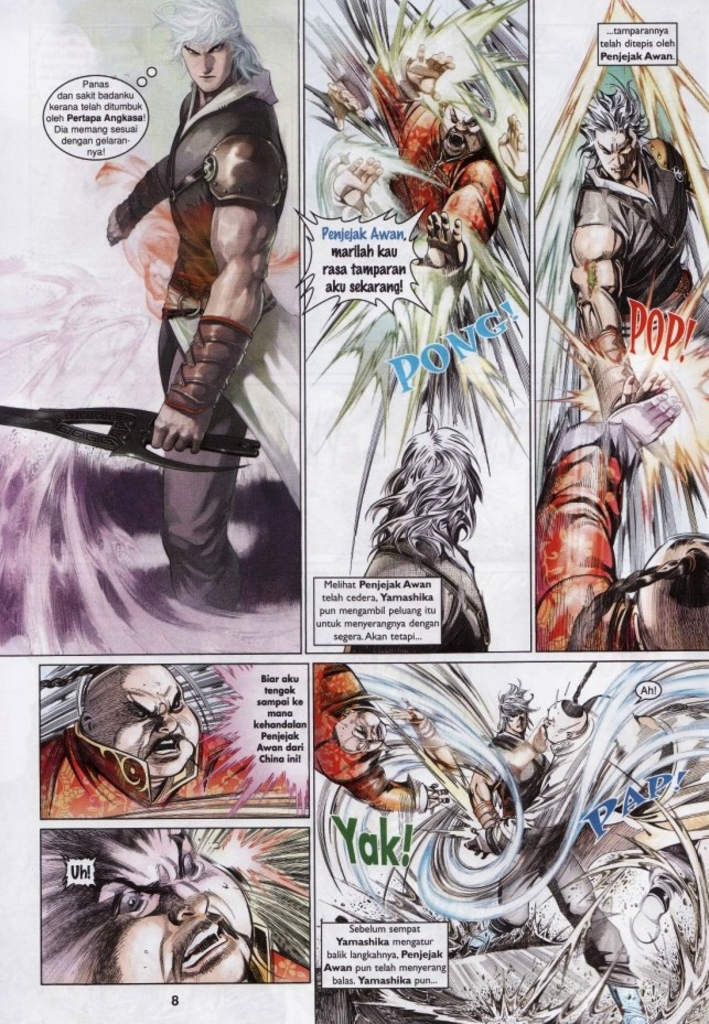 Panas
dan sakit badanku
kerana telah ditumbuk
oleh Pertapa Angkasa!
Dia memang sesuai
dengan gelaran-
nya!
Penjejak Awan,
marilah kau
rasa tamparan
aku sekarang!
PONG!
Melihat Penjejak Awan
telah cedera, Yamashika
pun mengambil peluang itu
untuk menyerangnya dengan
segera. Akan tetapi...
...tamparannya
telah ditepis oleh
Penjejak Awan.
POP!
Biar aku
tengok
sampai ke
mana
kehandalan
Penjejak
Awan dari
China ini!
Uh!
Ah!
PAP!
Yak!
Sebelum sempat
Yamashika mengatur
balik langkahnya, Penjejak
Awan pun telah menyerang
balas. Yamashika pun...
8